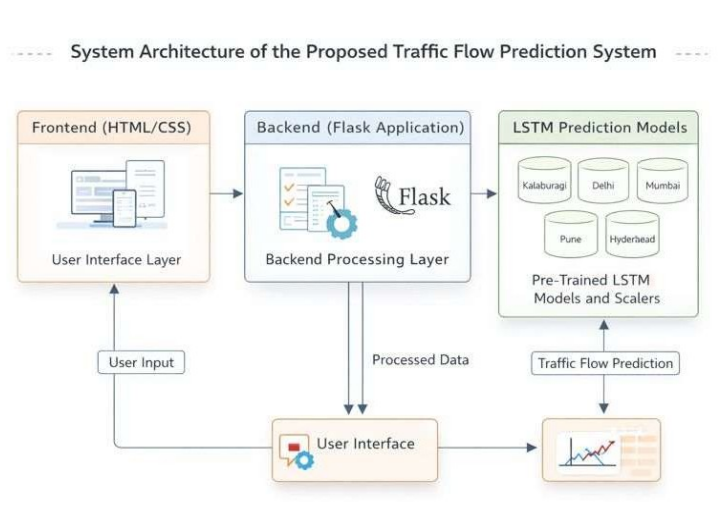 System Architecture of the Proposed Traffic Flow Prediction System
Frontend (HTML/CSS)
User Interface Layer
Backend (Flask Application)
Flask
Backend Processing Layer
LSTM Prediction Models
Kalaburagi
Delhi
Mumbai
Pune
Hyderhead
Pre-Trained LSTM
Models and Scalers
User Input
Processed Data
Traffic Flow Prediction
User Interface